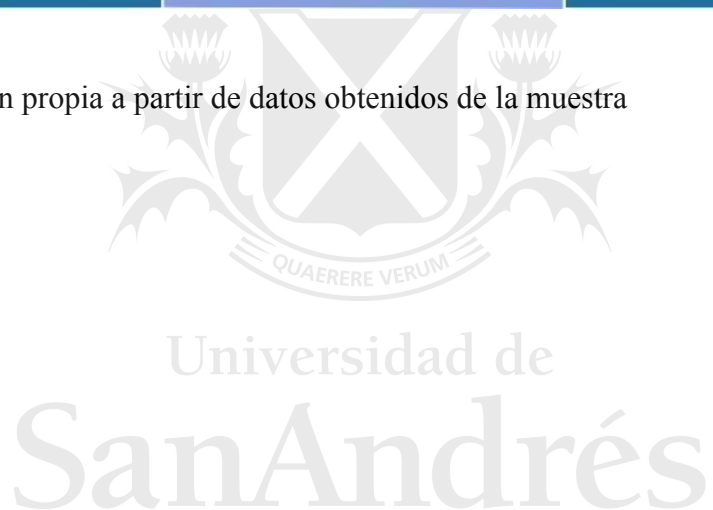 n propia a partir de datos obtenidos de la muestra
QUAERERE VERUM
Universidad de
SanAndrés